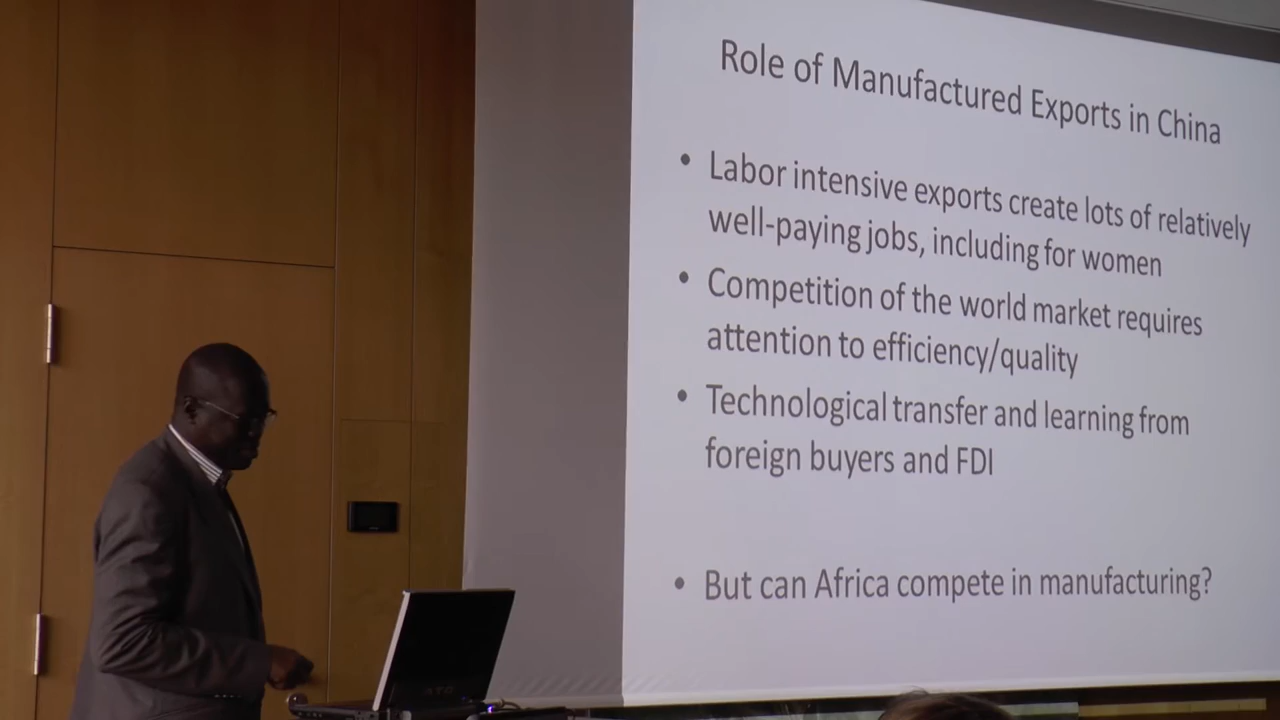 Role of Manufactured Exports in China
• Labor intensive exports create lots of relatively
well-paying jobs, including for women
• Competition of the world market requires
attention to efficiency/quality
• Technological transfer and learning from
foreign buyers and FDI
• But can Africa compete in manufacturing?